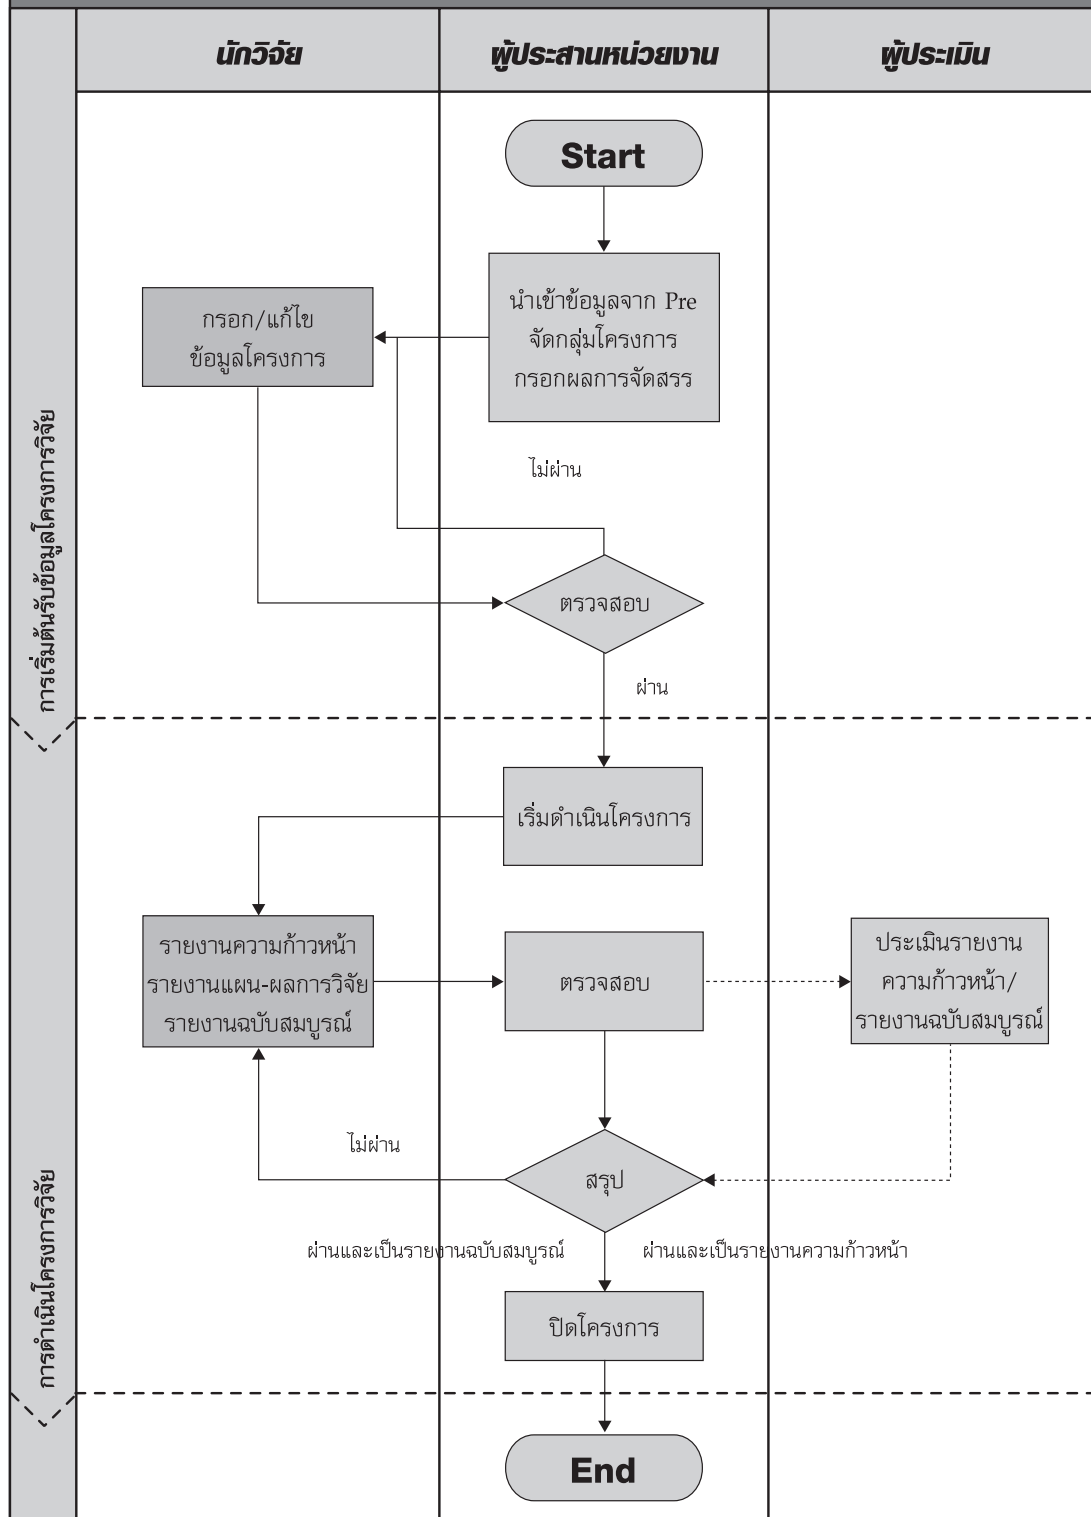 นักวิจัย
ผู้ประสานหน่วยงาน
ผู้ประเมิน
การเริ่มต้นรับข้อมูลโครงการวิจัย
Start
นำเข้าข้อมูลจาก Pre
จัดกลุ่มโครงการ
กรอกผลการจัดสรร
กรอก/แก้ไข
ข้อมูลโครงการ
ไม่ผ่าน
ตรวจสอบ
ผ่าน
การดำเนินโครงการวิจัย
เริ่มดำเนินโครงการ
รายงานความก้าวหน้า
รายงานแผน-ผลการวิจัย
รายงานฉบับสมบูรณ์
ตรวจสอบ
ประเมินรายงาน
ความก้าวหน้า/
รายงานฉบับสมบูรณ์
ไม่ผ่าน
สรุป
ผ่านและเป็นรายงานฉบับสมบูรณ์
ผ่านและเป็นรายงานความก้าวหน้า
ปิดโครงการ
End